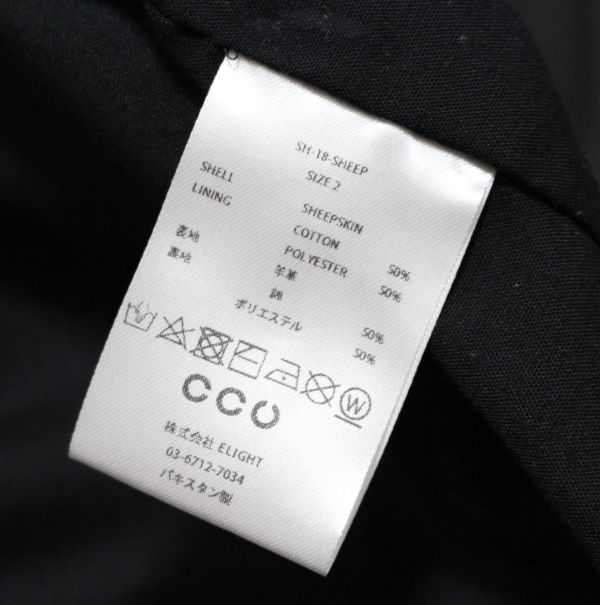 SH-18-SHEEP
SIZE 2
SHELL SHEEPSKIN
LINING COTTON 50%
POLYESTER 50%
表地 羊革
裏地 綿 50%
ポリエステル 50%
W
CCU
株式会社 ELIGHT
03-6712-7034
パキスタン製